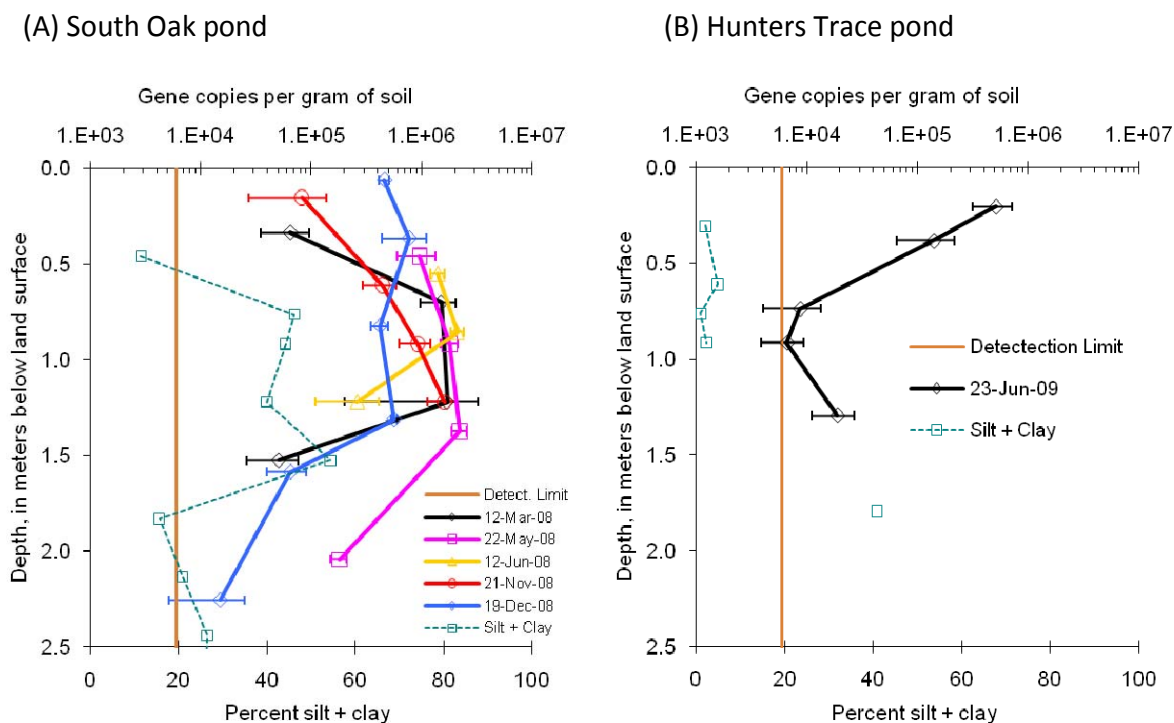 (A) South Oak pond
Gene copies per gram of soil
1.E+03 1.E+04 1.E+05 1.E+06 1.E+07
Depth, in meters below land surface
0.0
0.5
1.0
1.5
2.0
2.5
Detect. Limit
12-Mar-08
22-May-08
12-Jun-08
21-Nov-08
19-Dec-08
Silt + Clay
0 20 40 60 80 100
Percent silt + clay
(B) Hunters Trace pond
Gene copies per gram of soil
1.E+03 1.E+04 1.E+05 1.E+06 1.E+07
Depth, in meters below land surface
0.0
0.5
1.0
1.5
2.0
2.5
Detectection Limit
23-Jun-09
Silt + Clay
0 20 40 60 80 100
Percent silt + clay